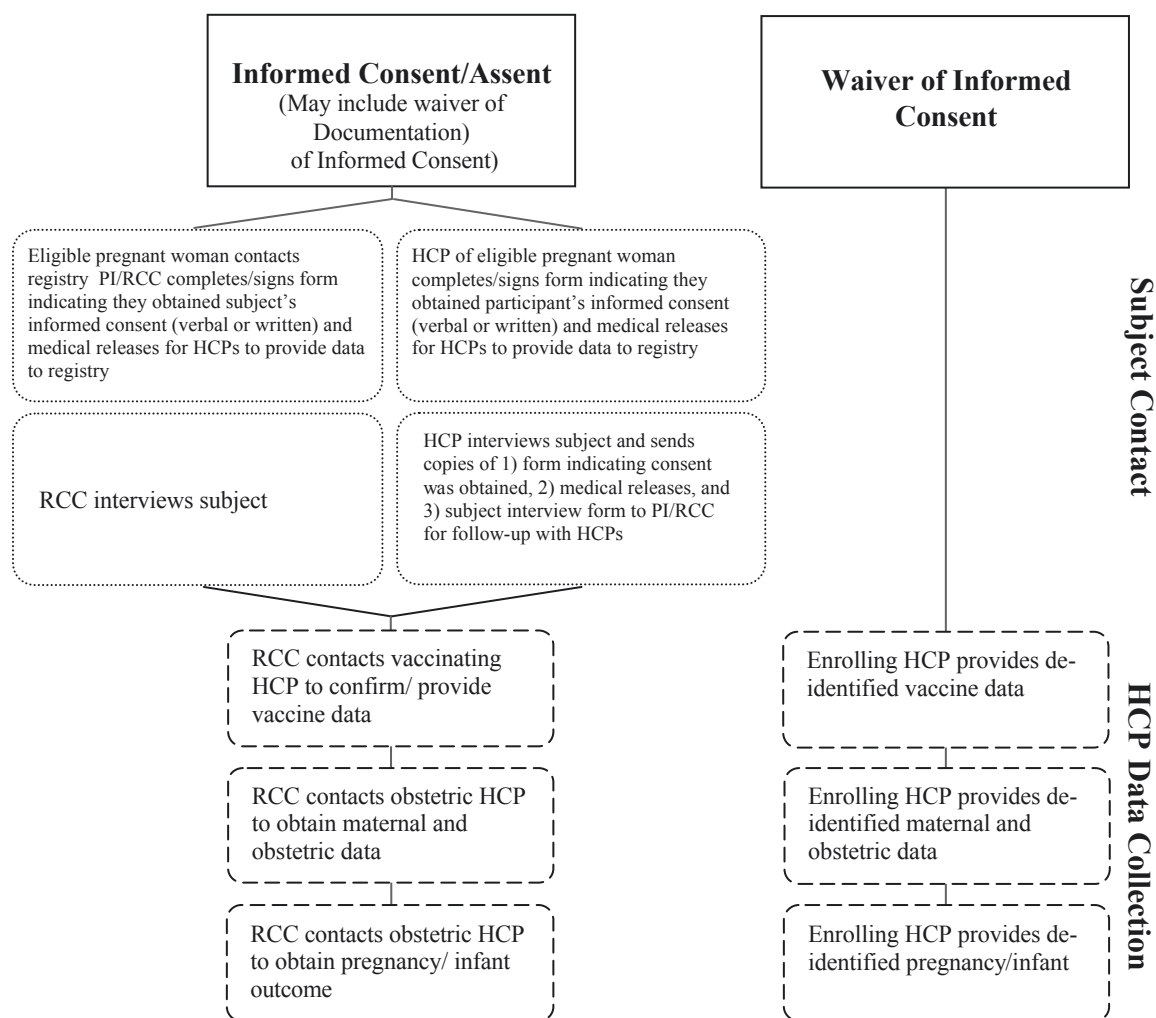 Informed Consent/Assent
(May include waiver of
Documentation)
of Informed Consent)
Waiver of Informed
Consent
Eligible pregnant woman contacts
registry PI/RCC completes/signs form
indicating they obtained subject's
informed consent (verbal or written) and
medical releases for HCPs to provide data
to registry
HCP of eligible pregnant woman
completes/signs form indicating they
obtained participant's informed consent
(verbal or written) and medical releases
for HCPs to provide data to registry
RCC interviews subject
HCP interviews subject and sends
copies of 1) form indicating consent
was obtained, 2) medical releases, and
3) subject interview form to PI/RCC
for follow-up with HCPs
Subject Contact
RCC contacts vaccinating
HCP to confirm/ provide
vaccine data
Enrolling HCP provides de-
identified vaccine data
RCC contacts obstetric HCP
to obtain maternal and
obstetric data
Enrolling HCP provides de-
identified maternal and
obstetric data
RCC contacts obstetric HCP
to obtain pregnancy/ infant
outcome
Enrolling HCP provides de-
identified pregnancy/infant
HCP Data Collection